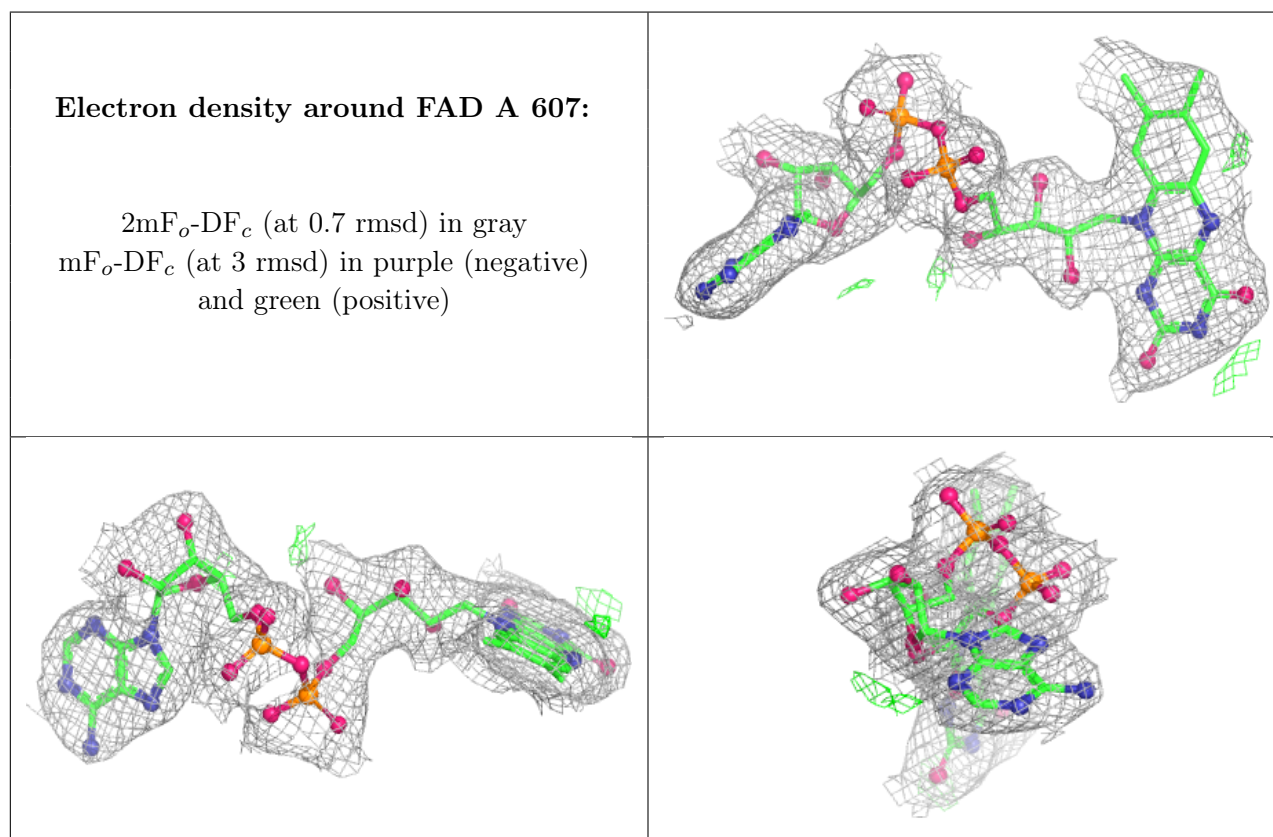 Electron density around FAD A 607:
2mFₒ-DF𝒸 (at 0.7 rmsd) in gray
mFₒ-DF𝒸 (at 3 rmsd) in purple (negative)
and green (positive)